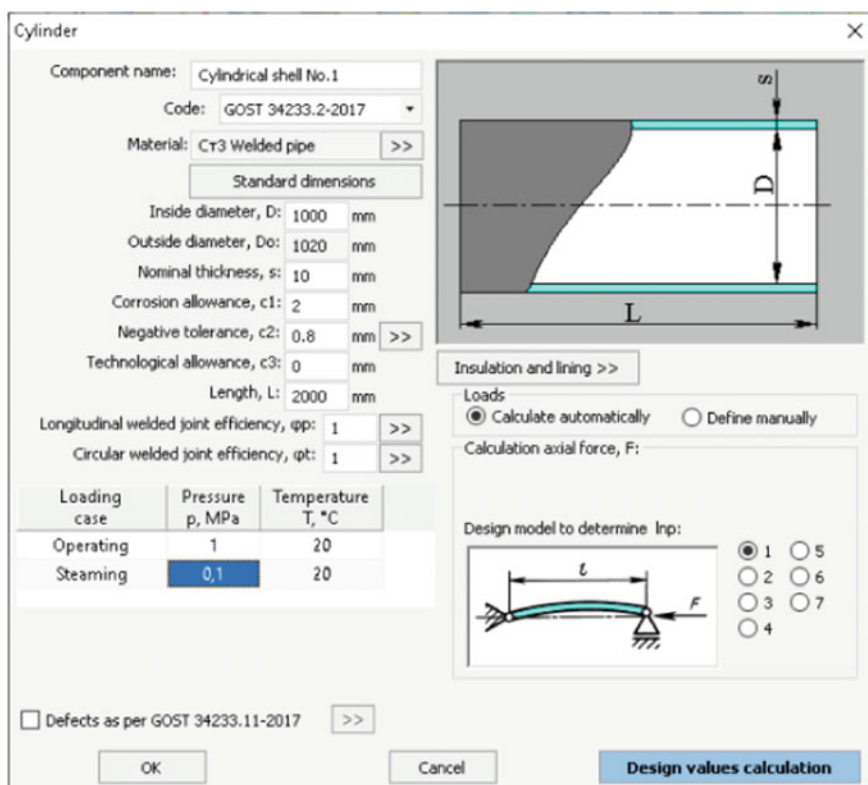 Cylinder
Component name: Cylindrical shell No.1
Code: GOST 34233.2-2017
Material: Ст3 Welded pipe >>
Standard dimensions
Inside diameter, D: 1000 mm
Outside diameter, Do: 1020 mm
Nominal thickness, s: 10 mm
Corrosion allowance, c1: 2 mm
Negative tolerance, c2: 0.8 mm >>
Technological allowance, c3: 0 mm
Length, L: 2000 mm
Longitudinal welded joint efficiency, φp: 1 >>
Circular welded joint efficiency, φt: 1 >>
Loading case Pressure p, MPa Temperature T, °C
Operating 1 20
Steaming 0,1 20
Defects as per GOST 34233.11-2017 >>
s
D
L
Insulation and lining >>
Loads
Calculate automatically Define manually
Calculation axial force, F:
Design model to determine lnp:
ℓ
F
1 5
2 6
3 7
4
OK Cancel Design values calculation